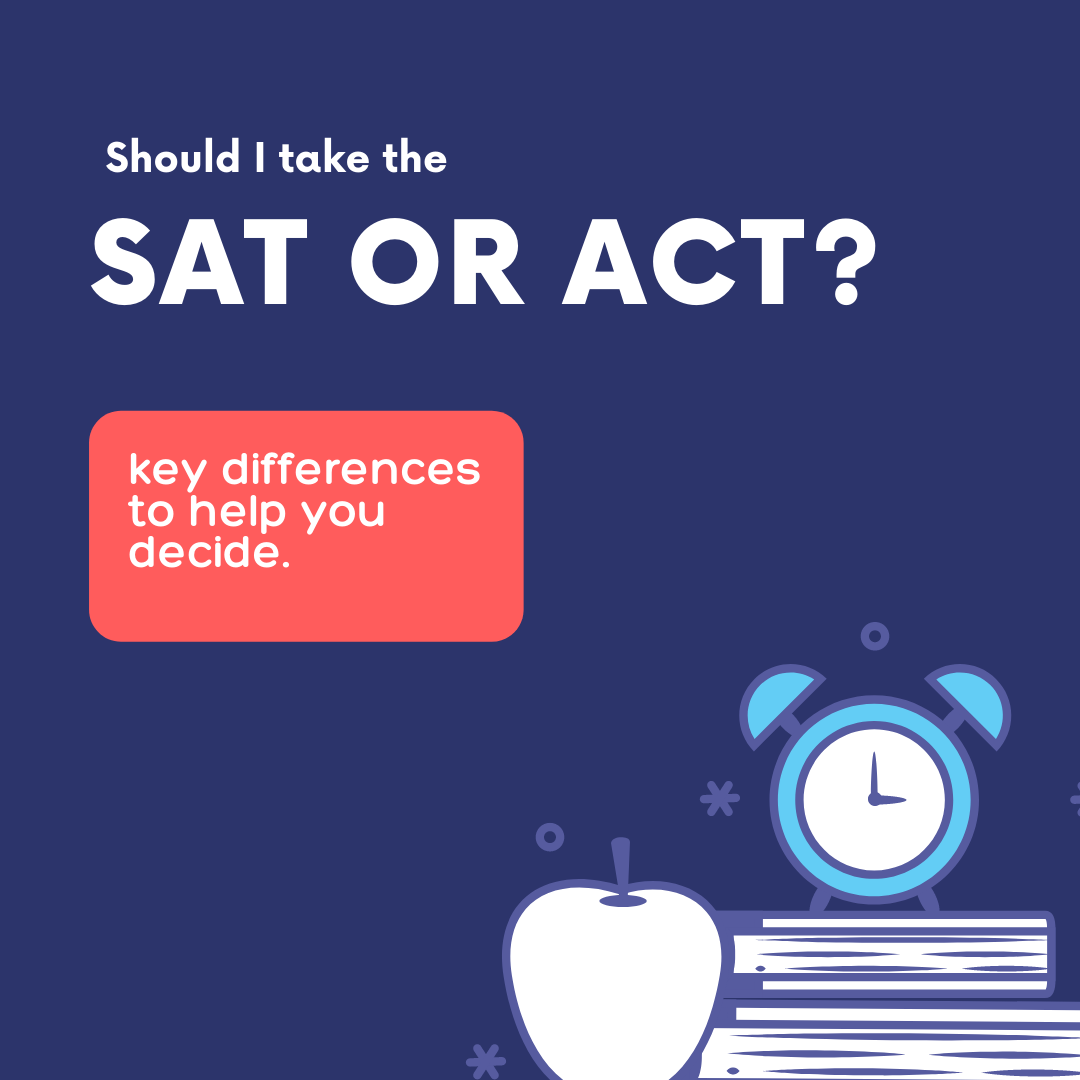 Should I take the
SAT OR ACT?
key differences
to help you
decide.